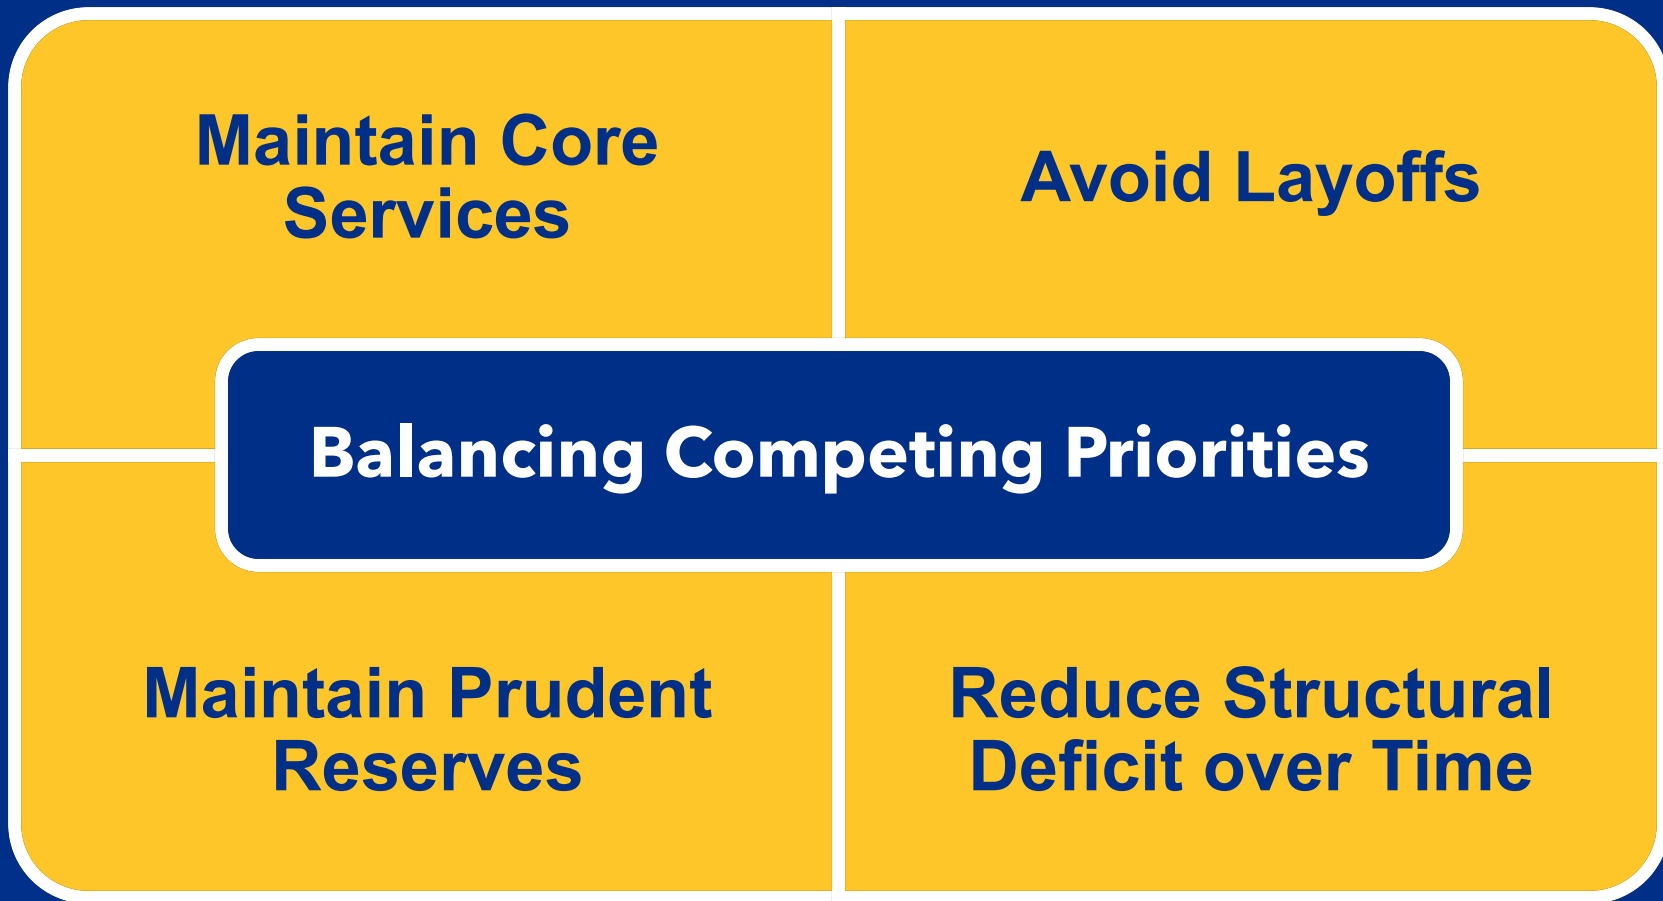 Maintain Core
Services
Avoid Layoffs
Balancing Competing Priorities
Maintain Prudent
Reserves
Reduce Structural
Deficit over Time